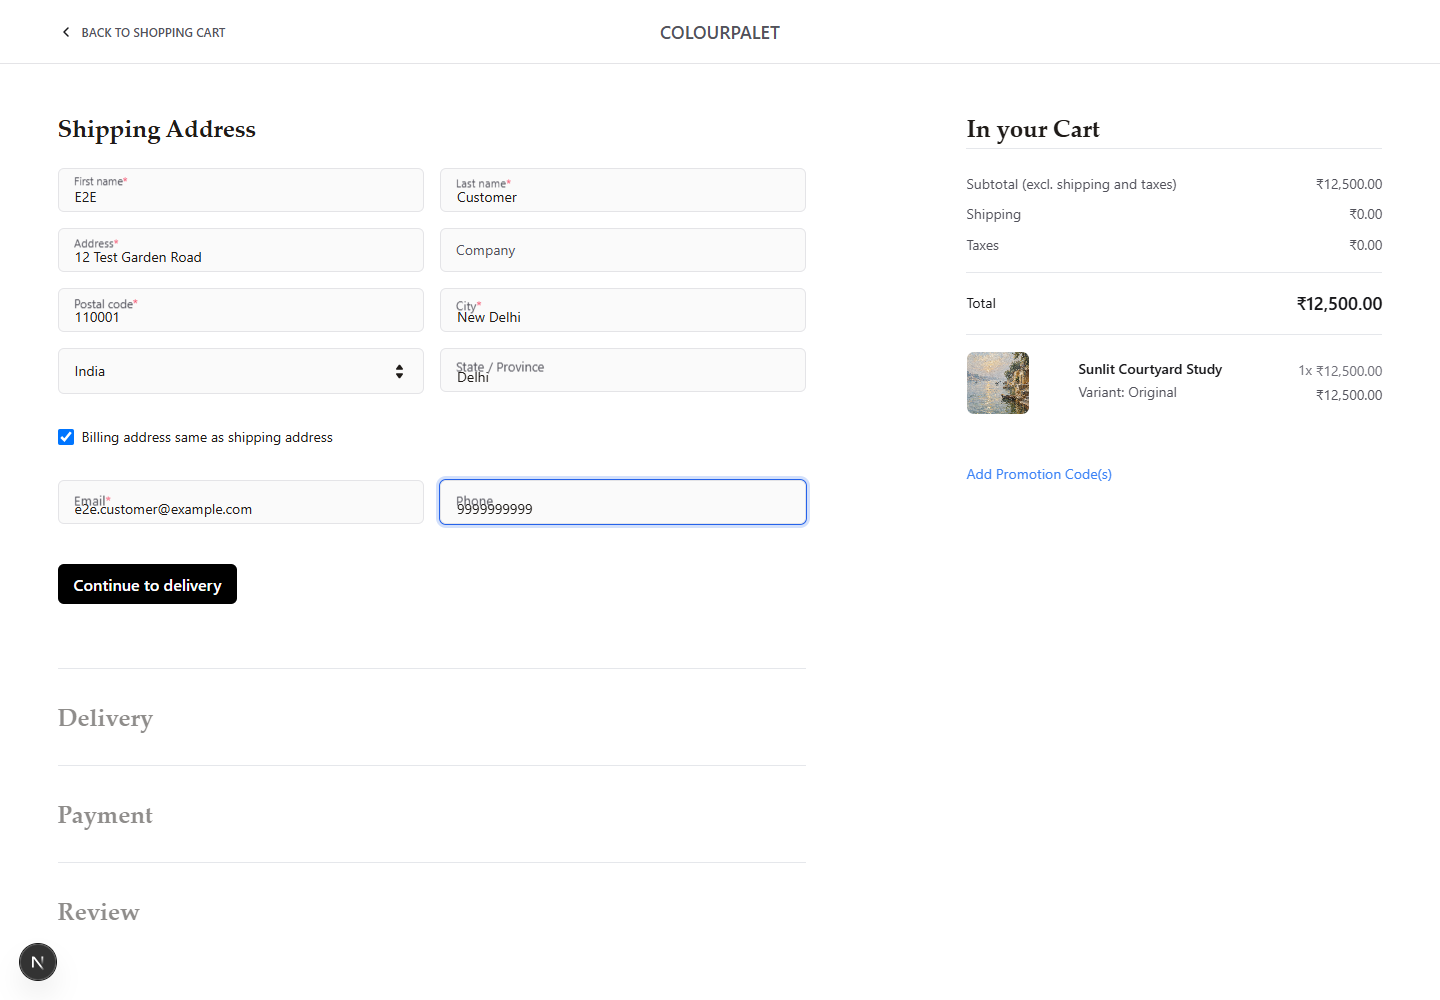 BACK TO SHOPPING CART
COLOURPALET
Shipping Address
First name*
E2E
Last name*
Customer
Address*
12 Test Garden Road
Company
Postal code*
110001
City*
New Delhi
India
State / Province
Delhi
Billing address same as shipping address
Email*
e2e.customer@example.com
Phone
9999999999
Continue to delivery
Delivery
Payment
Review
In your Cart
Subtotal (excl. shipping and taxes) ₹12,500.00
Shipping ₹0.00
Taxes ₹0.00
Total ₹12,500.00
Sunlit Courtyard Study 1x ₹12,500.00
Variant: Original ₹12,500.00
Add Promotion Code(s)
N